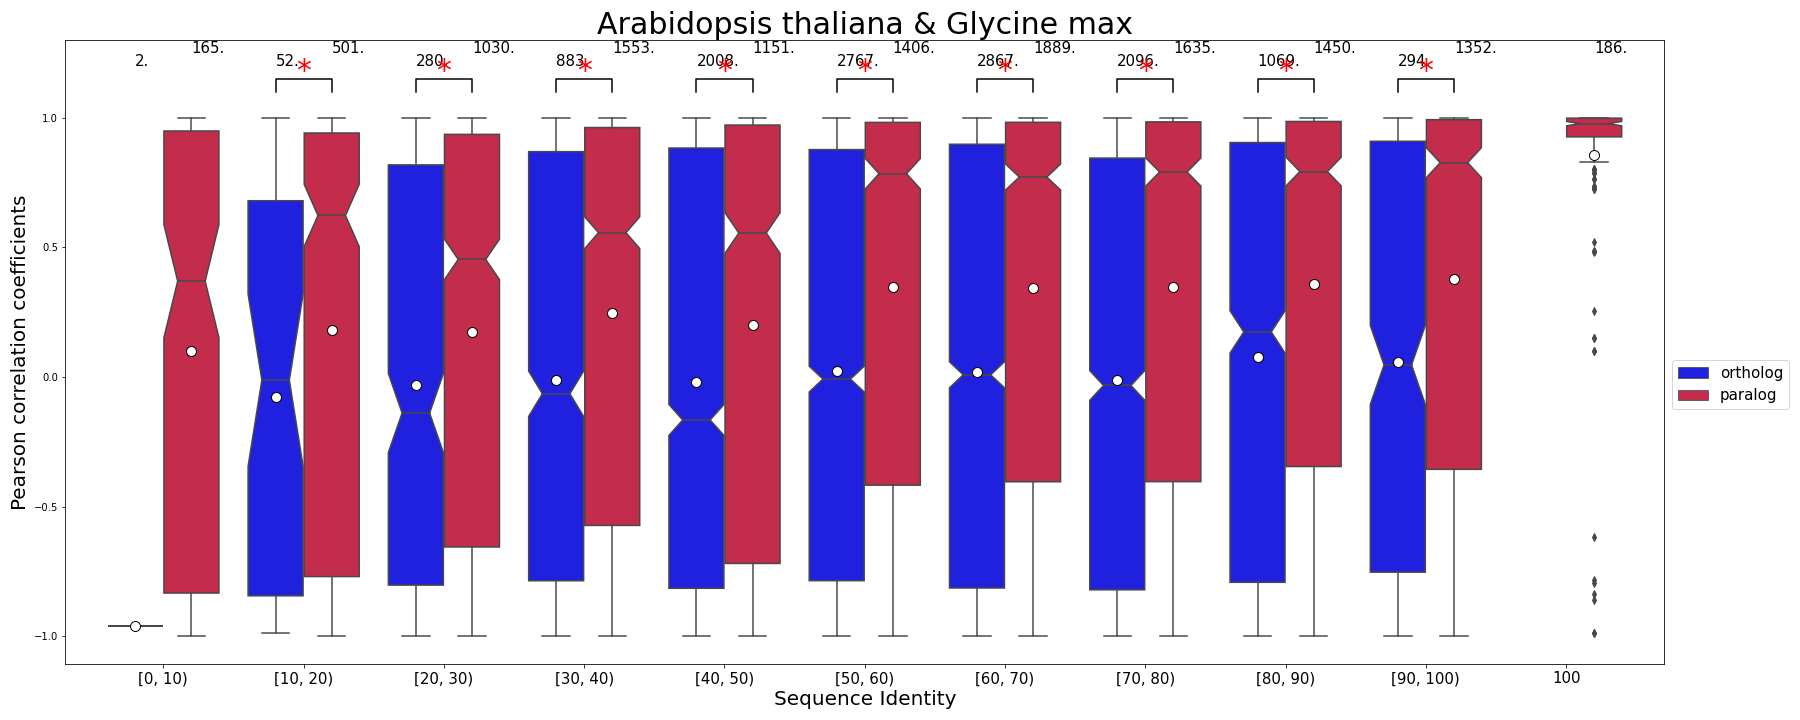 Arabidopsis thaliana & Glycine max
165. 501. 1030. 1553. 1151. 1406. 1889. 1635. 1450. 1352. 186.
2. 52. 280. 883. 2008. 2767. 2867. 2096. 1069. 294.
* * * * * * * * *
1.0
0.5
0.0
−0.5
−1.0
Pearson correlation coefficients
ortholog
paralog
[0, 10) [10, 20) [20, 30) [30, 40) [40, 50) [50, 60) [60, 70) [70, 80) [80, 90) [90, 100) 100
Sequence Identity